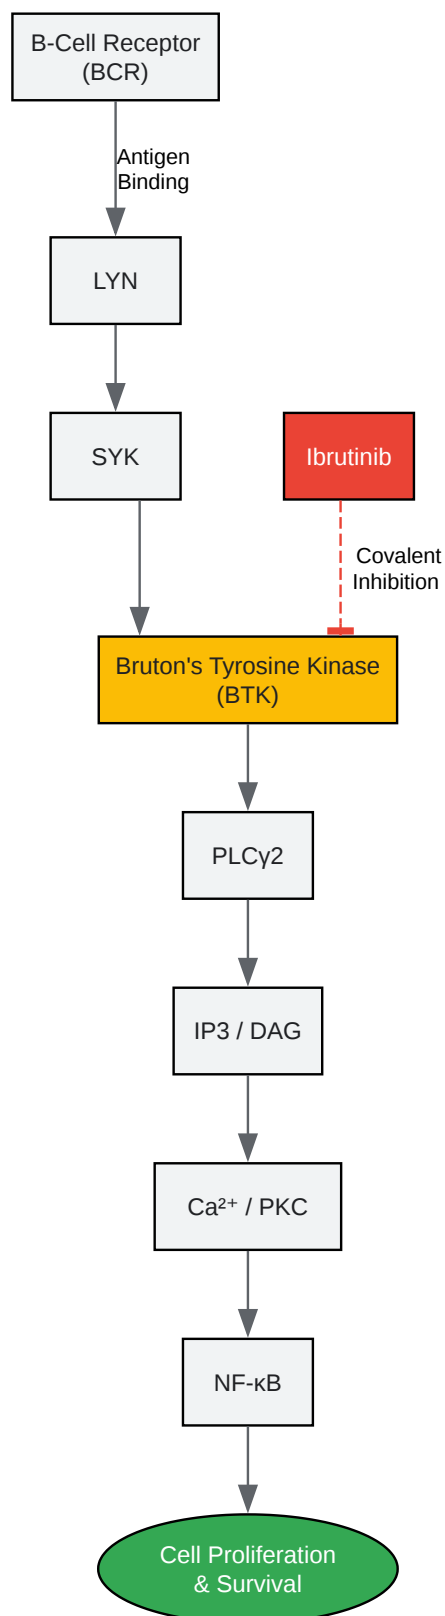 B-Cell Receptor
(BCR)
Antigen
Binding
LYN
SYK
Ibrutinib
Covalent
Inhibition
Bruton's Tyrosine Kinase
(BTK)
PLCγ2
IP3 / DAG
Ca²⁺ / PKC
NF-κB
Cell Proliferation
& Survival